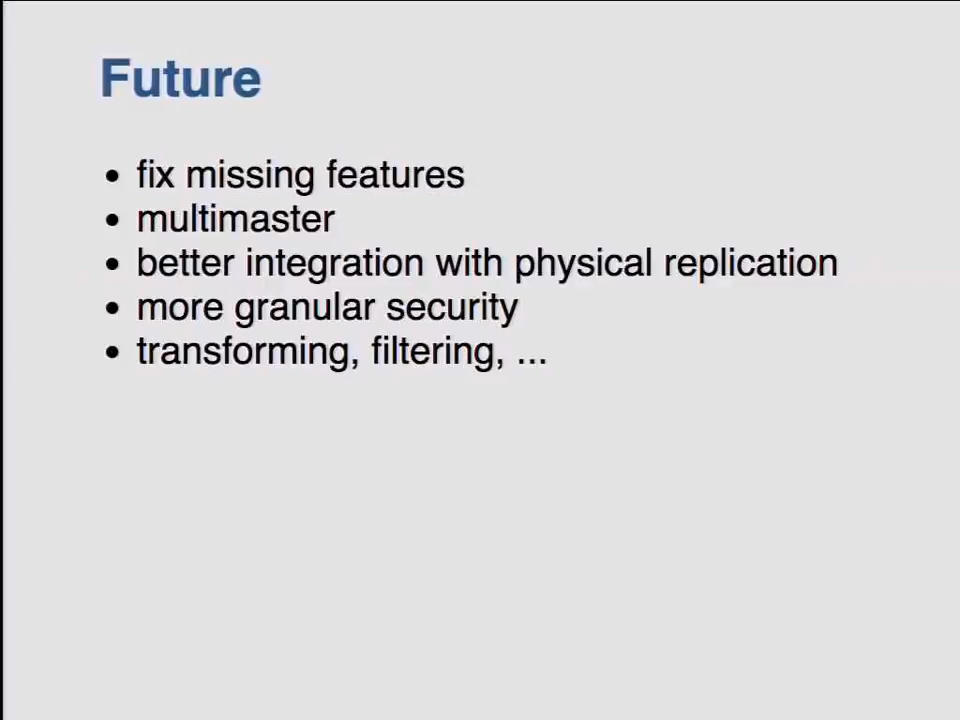 Future
• fix missing features
• multimaster
• better integration with physical replication
• more granular security
• transforming, filtering, ...